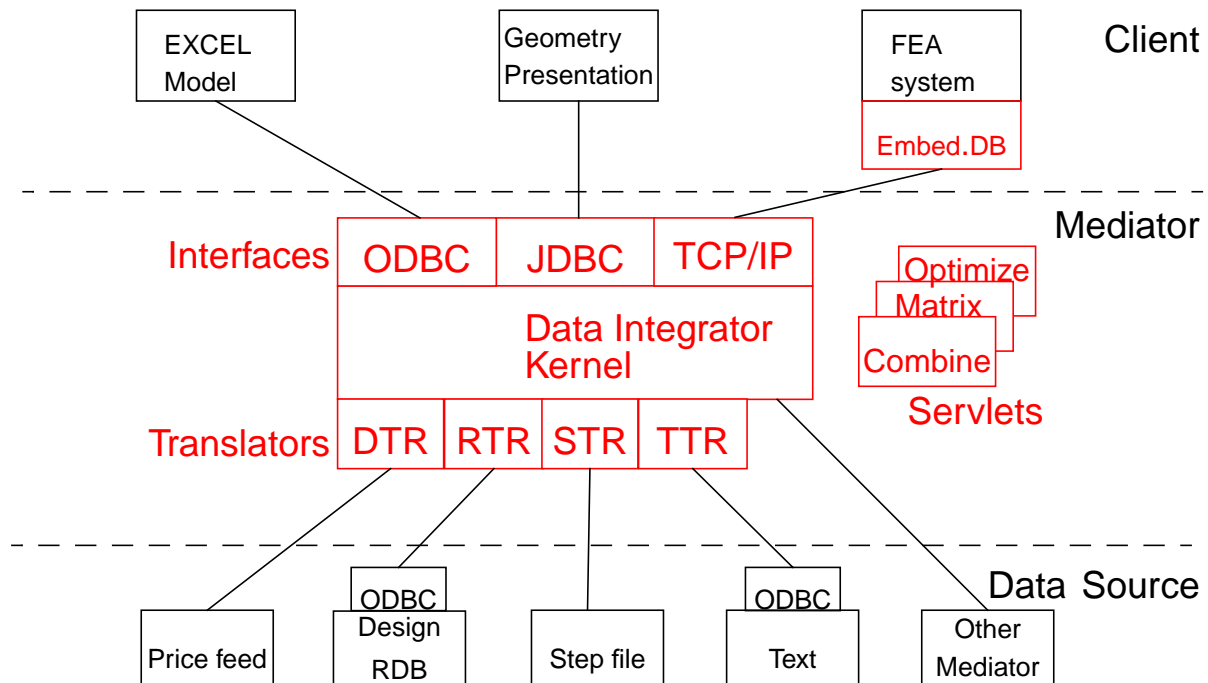 EXCEL
Model
Geometry
Presentation
FEA
system
Embed.DB
Client
Mediator
Interfaces
ODBC
JDBC
TCP/IP
Data Integrator
Kernel
Optimize
Matrix
Combine
Servlets
Translators
DTR
RTR
STR
TTR
Data Source
Price feed
ODBC
Design
RDB
Step file
ODBC
Text
Other
Mediator